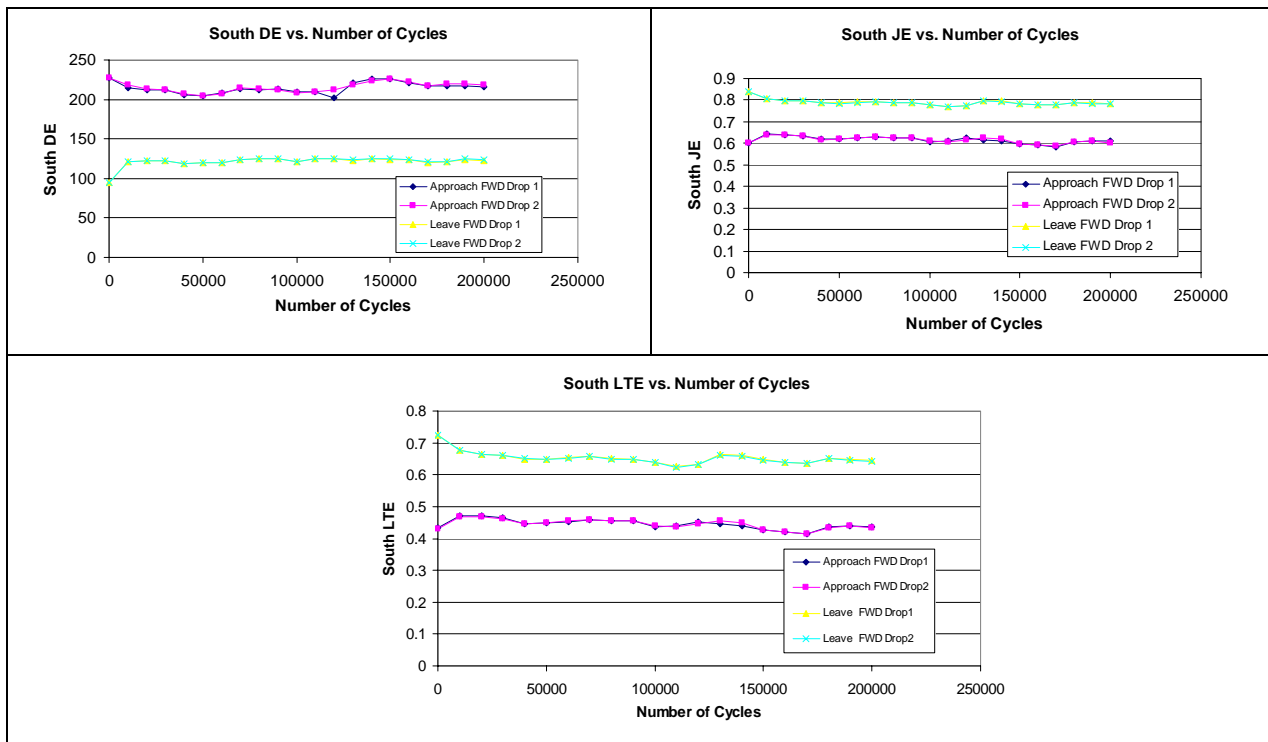 South DE vs. Number of Cycles
250
200
150
100
50
0
South DE
0 50000 100000 150000 200000 250000
Number of Cycles
Approach FWD Drop 1
Approach FWD Drop 2
Leave FWD Drop 1
Leave FWD Drop 2
South JE vs. Number of Cycles
0.9
0.8
0.7
0.6
0.5
0.4
0.3
0.2
0.1
0
South JE
0 50000 100000 150000 200000 250000
Number of Cycles
Approach FWD Drop 1
Approach FWD Drop 2
Leave FWD Drop 1
Leave FWD Drop 2
South LTE vs. Number of Cycles
0.8
0.7
0.6
0.5
0.4
0.3
0.2
0.1
0
South LTE
0 50000 100000 150000 200000 250000
Number of Cycles
Approach FWD Drop1
Approach FWD Drop2
Leave FWD Drop1
Leave FWD Drop2